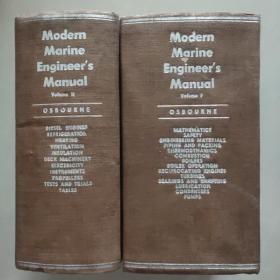 Modern
Marine
Engineer's
Manual
Volume II
OSBOURNE
DIESEL ENGINES
REFRIGERATION
HEATING
VENTILATION
INSULATION
DECK MACHINERY
ELECTRICITY
INSTRUMENTS
PROPELLERS
TESTS AND TRIALS
TABLES
Modern
Marine
Engineer's
Manual
Volume
OSBOURNE
MATHEMATICS
SAFETY
ENGINEERING MATERIALS
PIPING AND PACKING
THERMODYNAMICS
COMBUSTION
BOILERS
BOILER OPERATION
RECIPROCATING ENGINES
TURBINES
BEARINGS AND SHAFTING
LUBRICATION
CONDENSERS
PUMPS